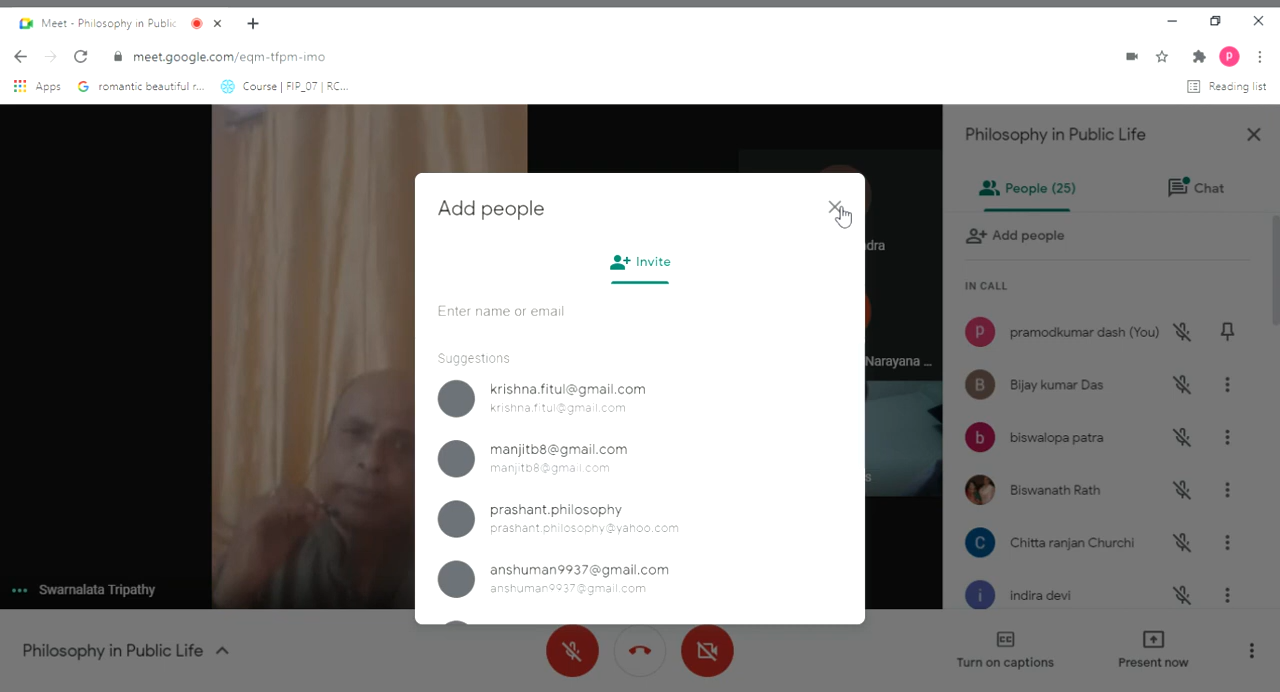 Meet - Philosophy in Public
meet.google.com/eqm-tfpm-imo
Apps
romantic beautiful r...
Course | FIP_07 | RC...
Reading list
Philosophy in Public Life
People (25)
Chat
Add people
IN CALL
pramodkumar dash (You)
Bijay kumar Das
biswalopa patra
Biswanath Rath
Chitta ranjan Churchi
indira devi
Add people
Invite
Enter name or email
Suggestions
krishna.fitul@gmail.com
krishna.fitul@gmail.com
manjitb8@gmail.com
manjitb8@gmail.com
prashant.philosophy
prashant.philosophy@yahoo.com
anshuman9937@gmail.com
anshuman9937@gmail.com
Narayana ...
Swarnalata Tripathy
Philosophy in Public Life
Turn on captions
Present now